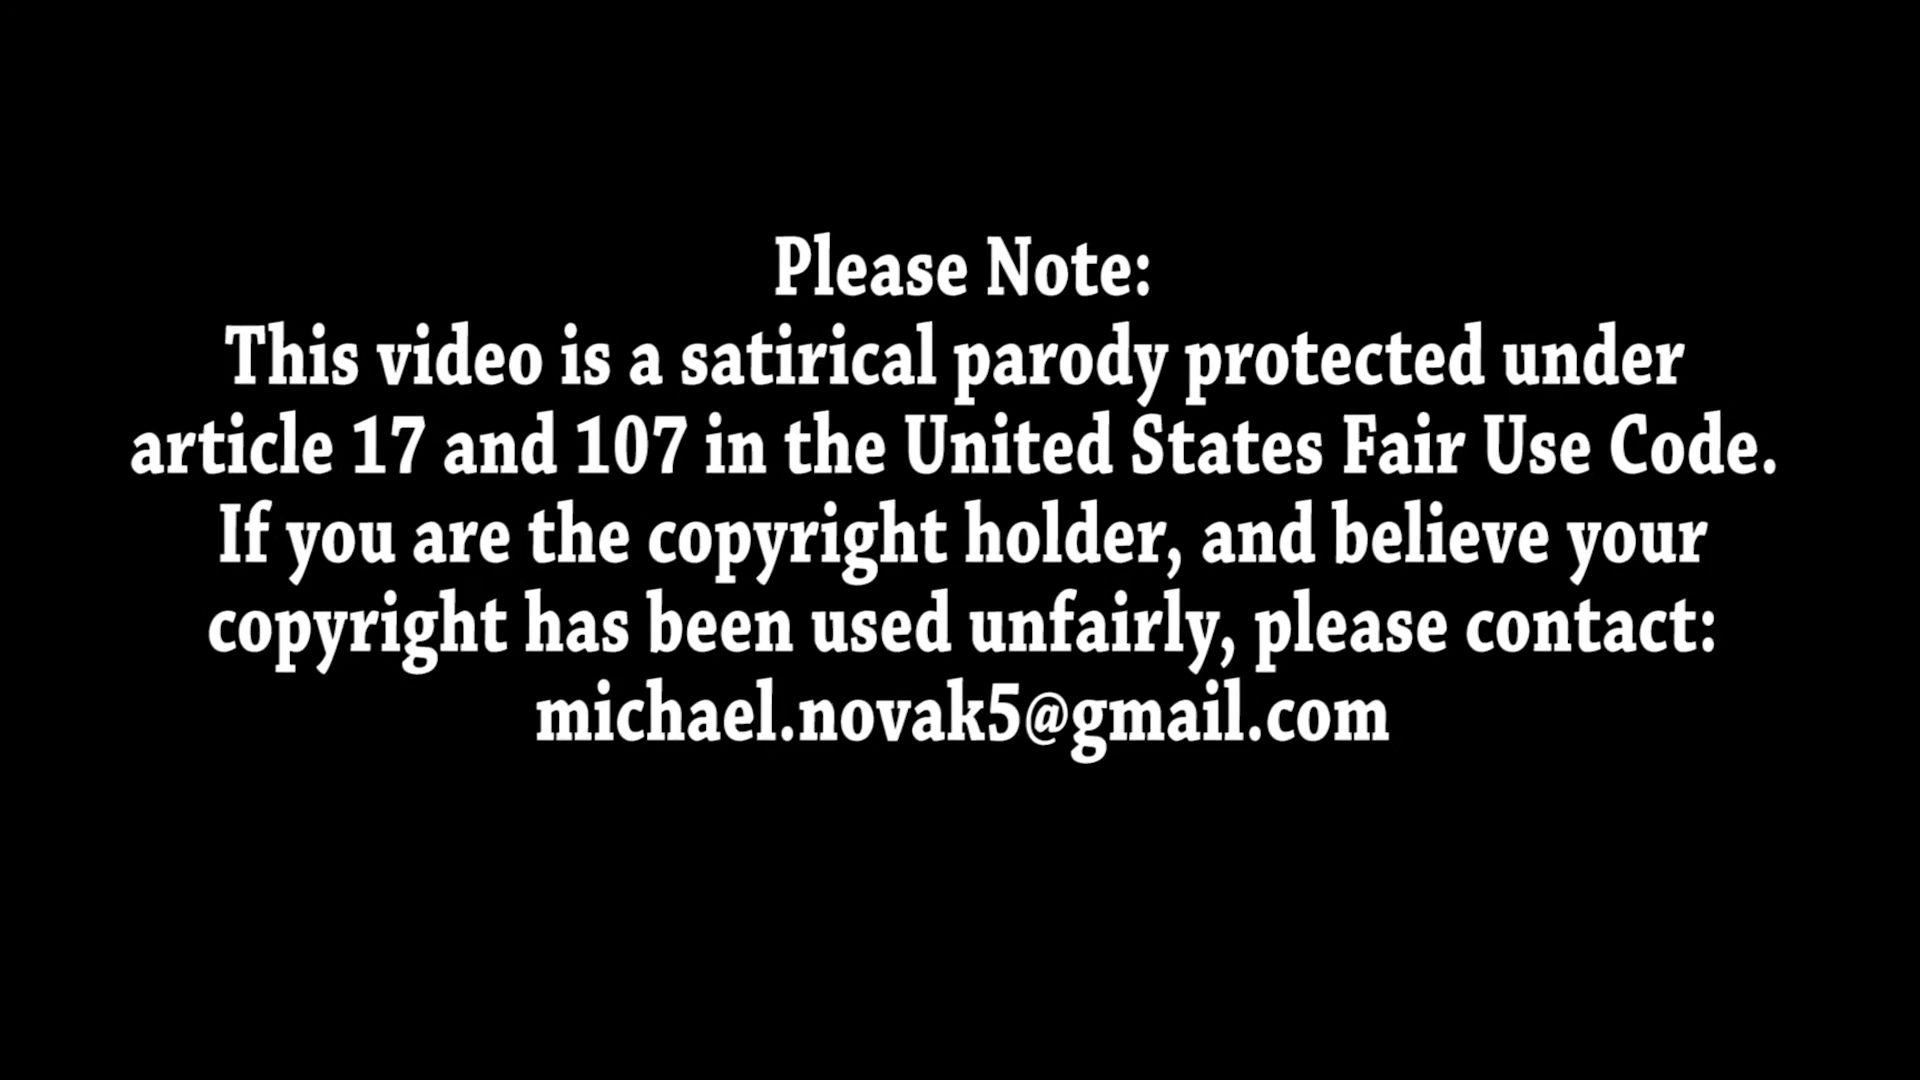 Please Note:
This video is a satirical parody protected under
article 17 and 107 in the United States Fair Use Code.
If you are the copyright holder, and believe your
copyright has been used unfairly, please contact:
michael.novak5@gmail.com